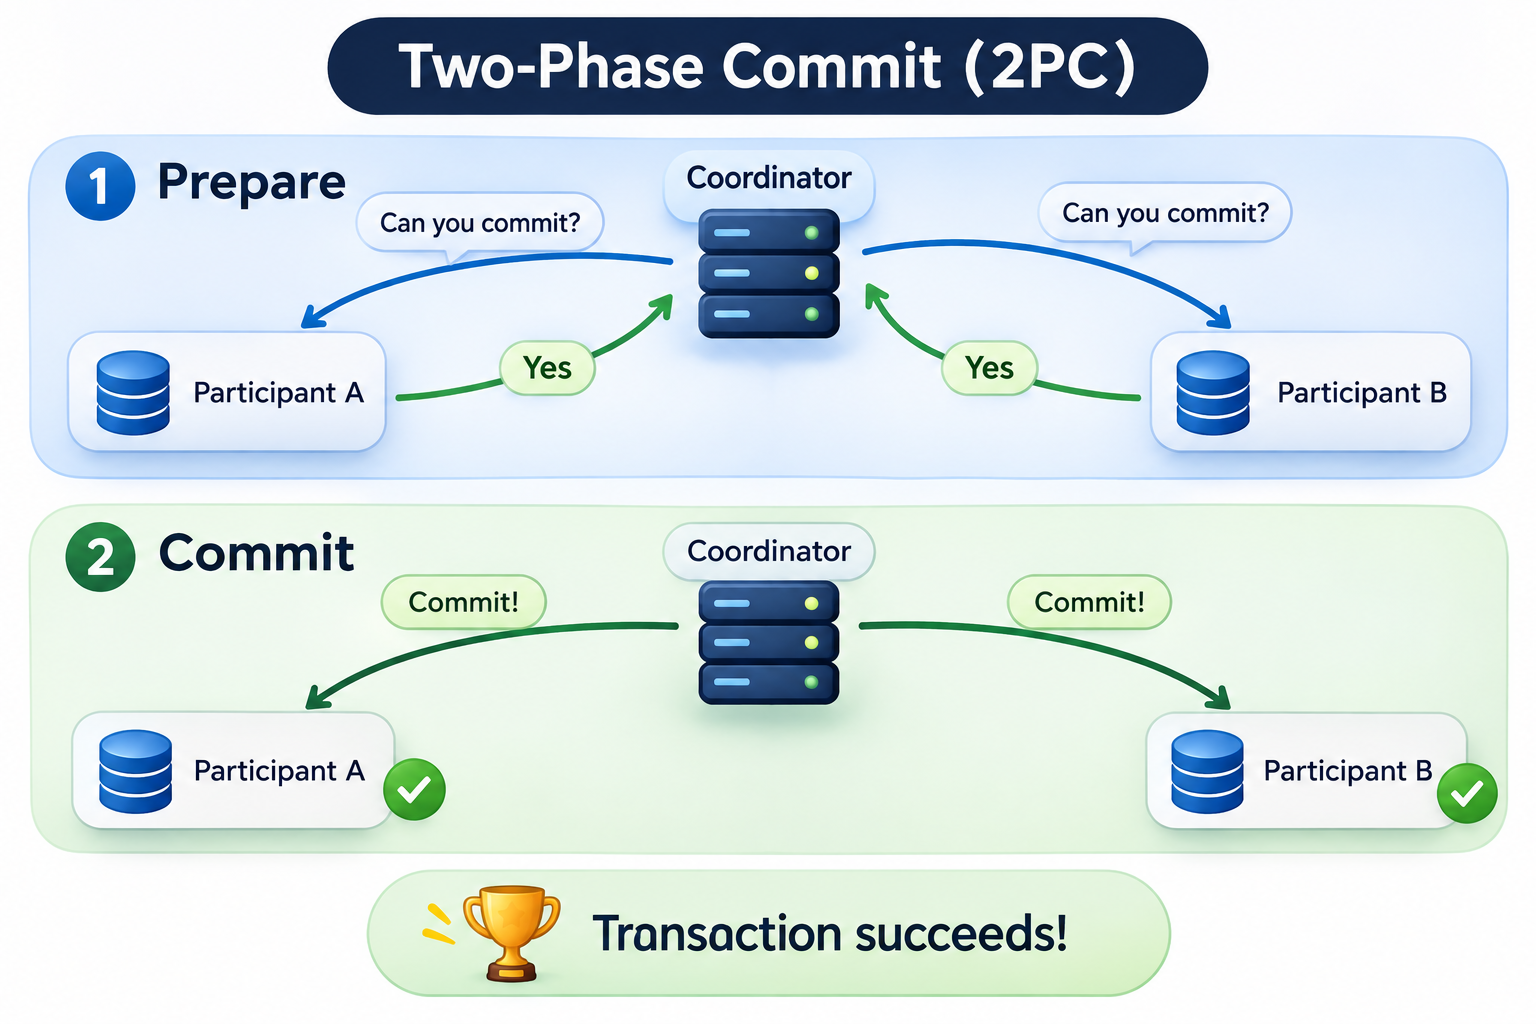 Two-Phase Commit (2PC)
1 Prepare
Coordinator
Can you commit?
Can you commit?
Yes
Yes
Participant A
Participant B
2 Commit
Coordinator
Commit!
Commit!
Participant A
Participant B
Transaction succeeds!